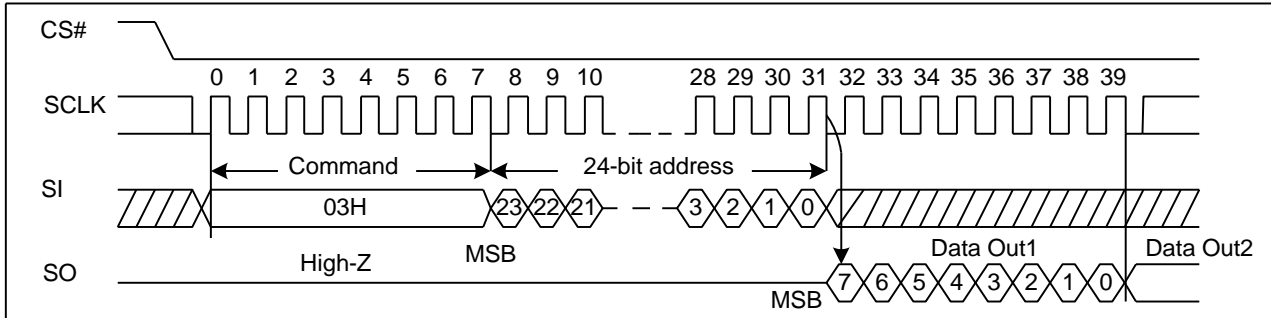 CS#
0 1 2 3 4 5 6 7 8 9 10 28 29 30 31 32 33 34 35 36 37 38 39
SCLK
Command 24-bit address
SI
03H 23 22 21 3 2 1 0
MSB
High-Z
Data Out1 Data Out2
SO
MSB 7 6 5 4 3 2 1 0